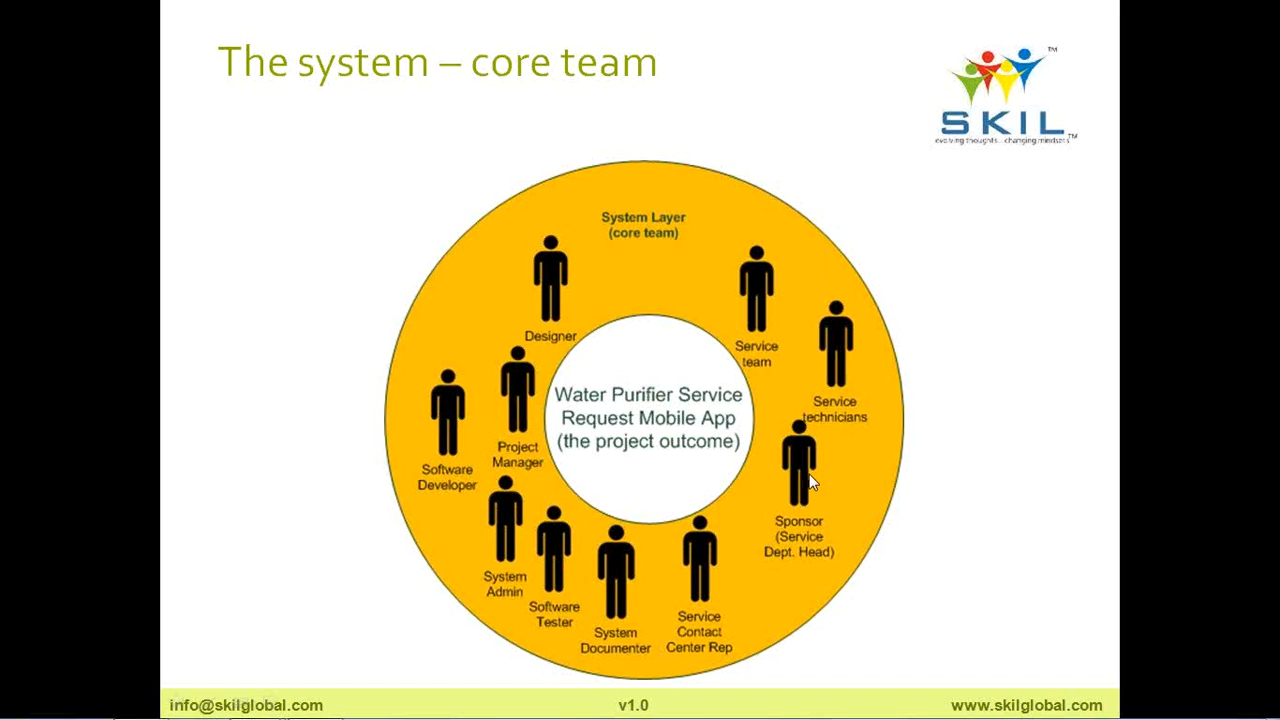 The system – core team
SKIL™
evolving thoughts...changing mindsets
TM
System Layer
(core team)
Designer
Service
team
Service
technicians
Water Purifier Service
Request Mobile App
(the project outcome)
Project
Manager
Software
Developer
Sponsor
(Service
Dept. Head)
System
Admin
Software
Tester
System
Documenter
Service
Contact
Center Rep
info@skilglobal.com
v1.0
www.skilglobal.com